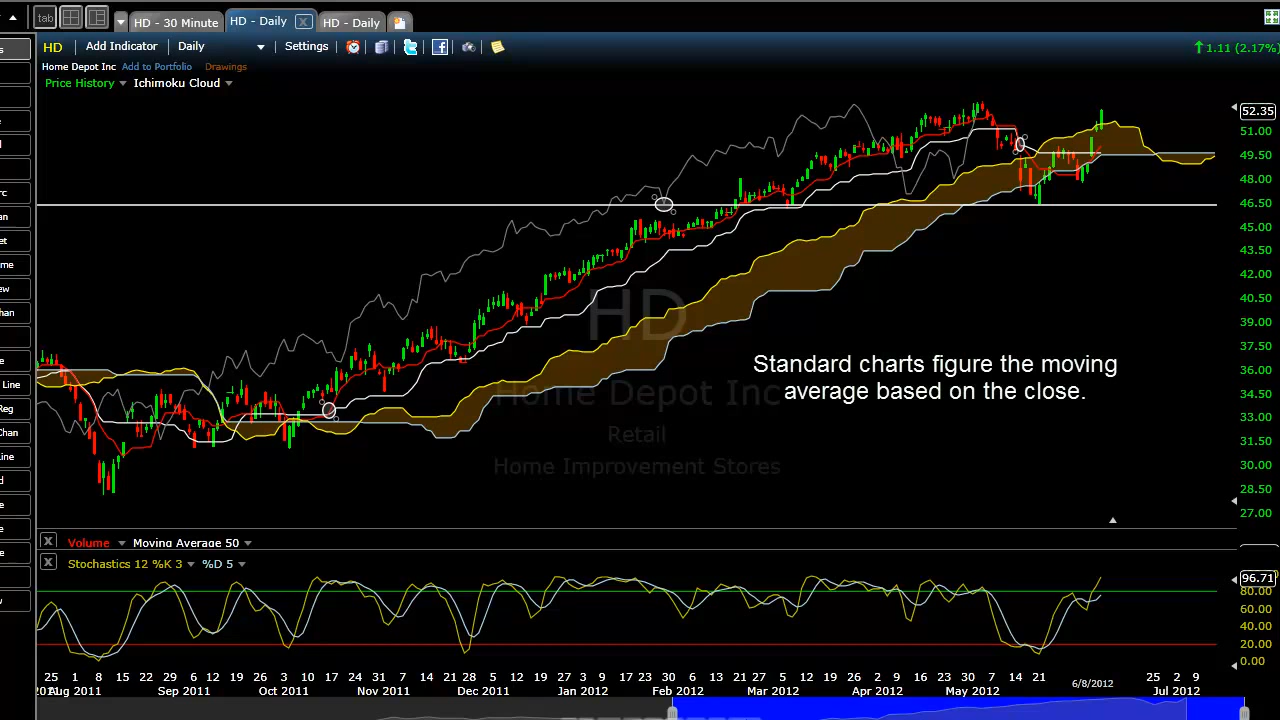 tab
HD - 30 Minute
HD - Daily
HD - Daily
HD
Add Indicator
Daily
Settings
1.11 (2.17%)
Home Depot Inc Add to Portfolio Drawings
Price History
Ichimoku Cloud
52.35
51.00
49.50
48.00
46.50
45.00
43.50
42.00
40.50
39.00
37.50
36.00
34.50
33.00
31.50
30.00
28.50
27.00
HD
Home Depot Inc
Retail
Home Improvement Stores
Standard charts figure the moving
average based on the close.
Line
Reg
Chan
X
Volume
Moving Average 50
X
Stochastics 12 %K 3
%D 5
96.71
80.00
60.00
40.00
20.00
0.00
25 1 8 15 22 29 6 12 19 26 3 10 17 24 31 7 14 21 28 5 12 19 27 3 9 17 23 30 6 13 21 27 5 12 19 26 2 9 16 23 30 7 14 21 25 2 9
Aug 2011 Sep 2011 Oct 2011 Nov 2011 Dec 2011 Jan 2012 Feb 2012 Mar 2012 Apr 2012 May 2012 6/8/2012 Jul 2012